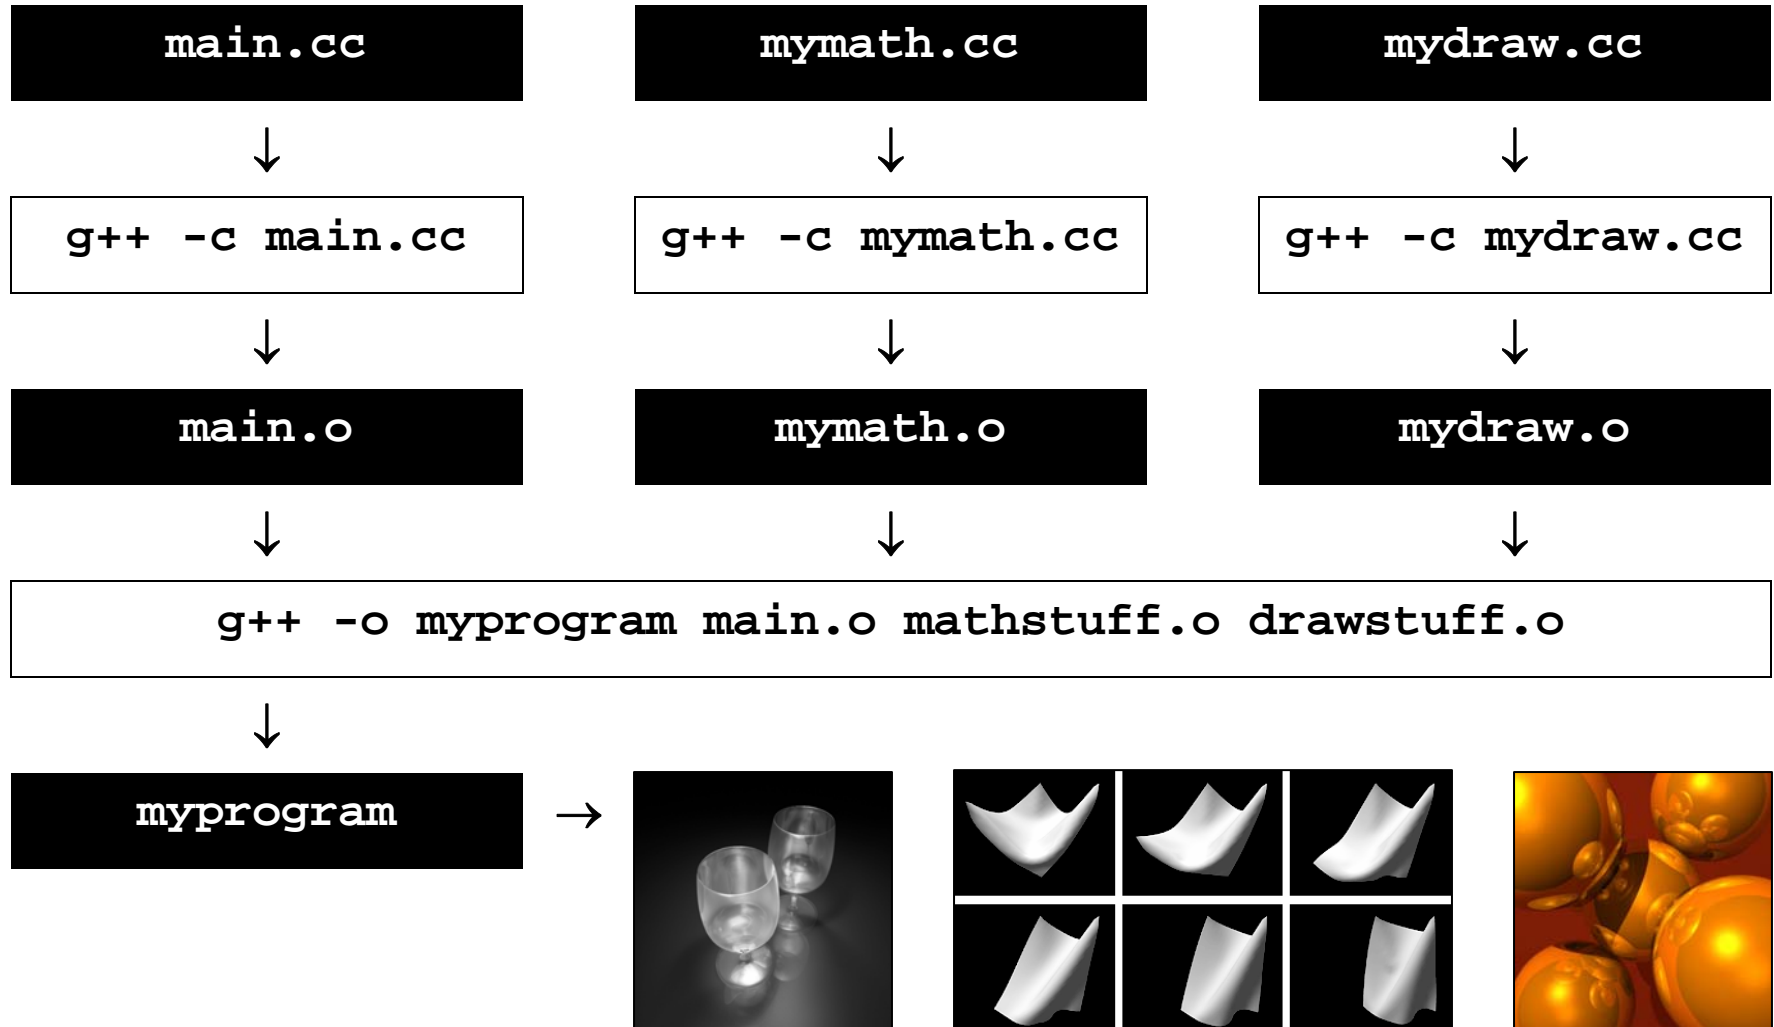 main.cc
mymath.cc
mydraw.cc
g++ -c main.cc
g++ -c mymath.cc
g++ -c mydraw.cc
main.o
mymath.o
mydraw.o
g++ -o myprogram main.o mathstuff.o drawstuff.o
myprogram